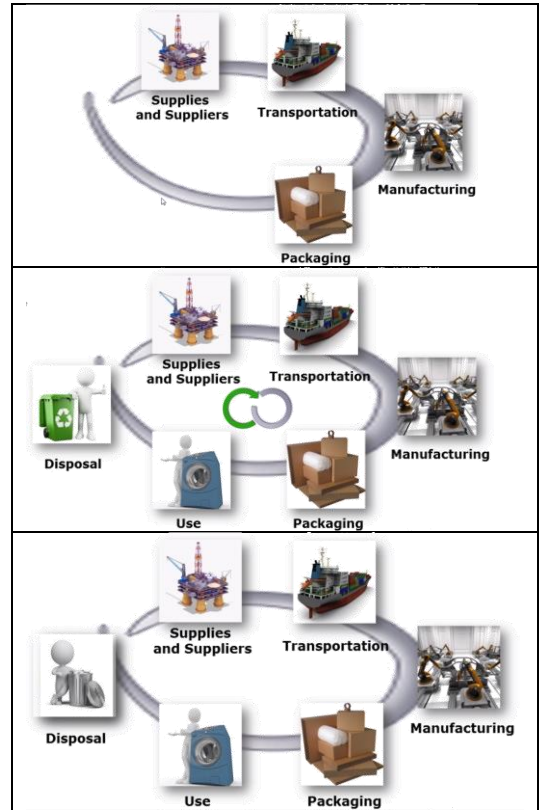 Supplies
and Suppliers
Transportation
Manufacturing
Packaging
Supplies
and Suppliers
Transportation
Manufacturing
Disposal
Use
Packaging
Supplies
and Suppliers
Transportation
Manufacturing
Disposal
Use
Packaging